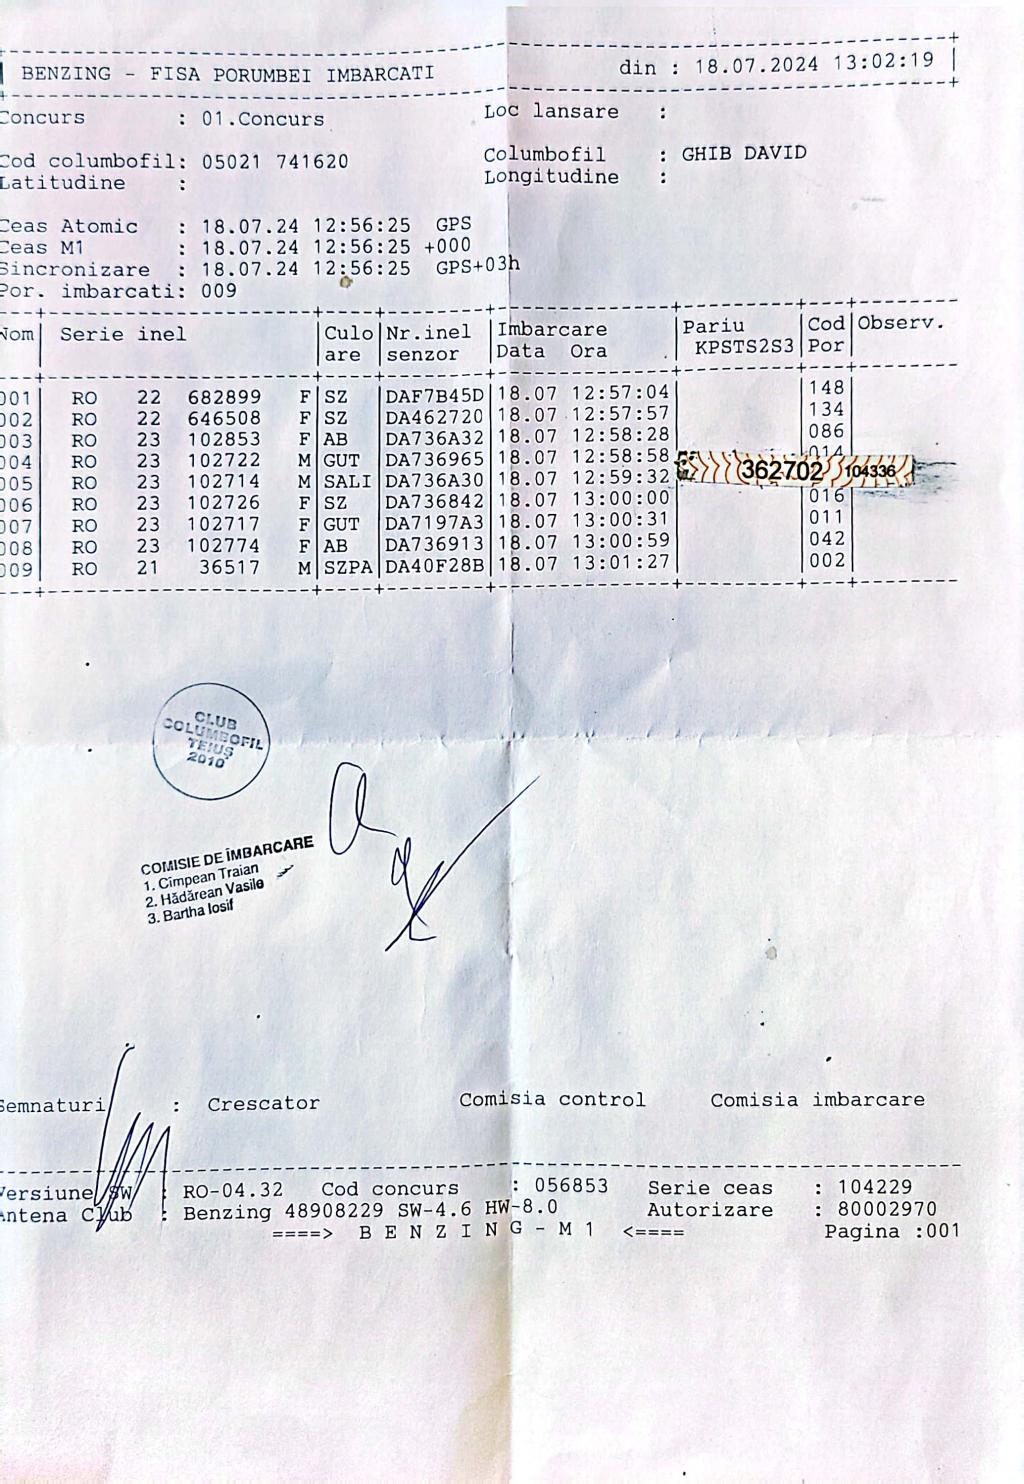 BENZING - FISA PORUMBEI IMBARCATI din : 18.07.2024 13:02:19
Concurs : 01.Concurs Loc lansare :
Cod columbofil: 05021 741620 Columbofil : GHIB DAVID
Latitudine : Longitudine :
Ceas Atomic : 18.07.24 12:56:25 GPS
Ceas M1 : 18.07.24 12:56:25 +000
Sincronizare : 18.07.24 12:56:25 GPS+03h
Por. imbarcati: 009
Nom Serie inel Culo Nr.inel Imbarcare Pariu Cod Observ.
are senzor Data Ora KPSTS2S3 Por
001 RO 22 682899 F SZ DAF7B45D 18.07 12:57:04 148
002 RO 22 646508 F SZ DA462720 18.07 12:57:57 134
003 RO 23 102853 F AB DA736A32 18.07 12:58:28 086
004 RO 23 102722 M GUT DA736965 18.07 12:58:58 014
005 RO 23 102714 M SALI DA736A30 18.07 12:59:32 362702 104336
006 RO 23 102726 F SZ DA736842 18.07 13:00:00 016
007 RO 23 102717 F GUT DA7197A3 18.07 13:00:31 011
008 RO 23 102774 F AB DA736913 18.07 13:00:59 042
009 RO 21 36517 M SZPA DA40F28B 18.07 13:01:27 002
CLUB
COLUMBOFIL
TEIUŞ
2010
COMISIE DE ÎMBARCARE
1. Cîmpean Traian
2. Hădărean Vasile
3. Bartha Iosif
Semnaturi : Crescator Comisia control Comisia imbarcare
Versiune SW : RO-04.32 Cod concurs : 056853 Serie ceas : 104229
Antena Club : Benzing 48908229 SW-4.6 HW-8.0 Autorizare : 80002970
====> B E N Z I N G - M 1 <==== Pagina :001